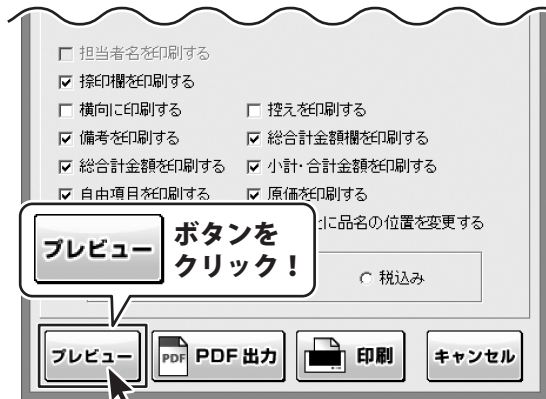 担当者名を印刷する
捺印欄を印刷する
横向に印刷する 控えを印刷する
備考を印刷する 総合計金額欄を印刷する
総合計金額を印刷する 小計・合計金額を印刷する
自由項目を印刷する 原価を印刷する
に品名の位置を変更する
プレビュー ボタンを
クリック!
税込み
プレビュー PDF PDF出力 印刷 キャンセル